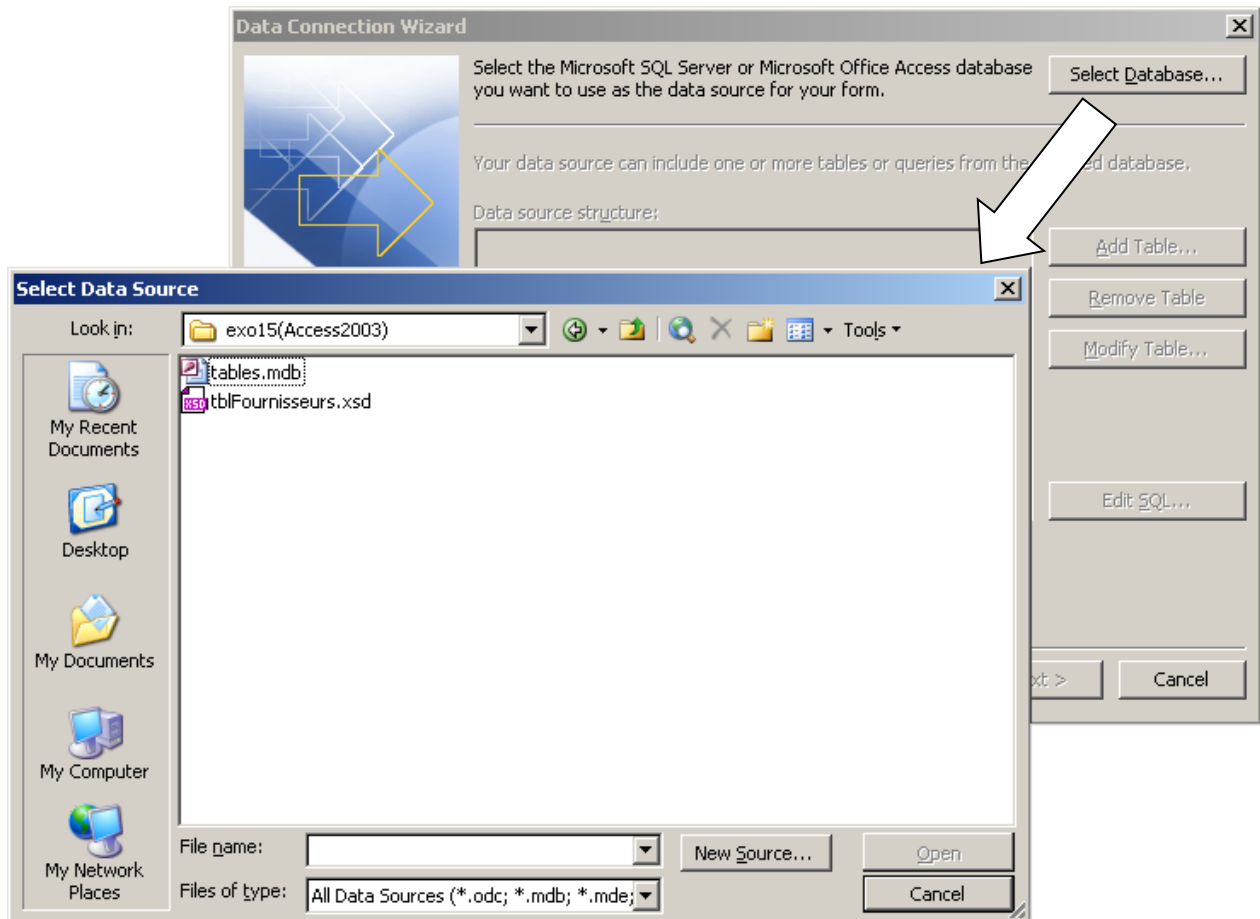 Data Connection Wizard
Select the Microsoft SQL Server or Microsoft Office Access database
you want to use as the data source for your form.
Select Database...
Your data source can include one or more tables or queries from the ed database.
Data source structure:
Add Table...
Remove Table
Modify Table...
Edit SQL...
xt >
Cancel
Select Data Source
Look in:
exo15(Access2003)
Tools
tables.mdb
XSD
tblFournisseurs.xsd
My Recent
Documents
Desktop
My Documents
My Computer
My Network
Places
File name:
New Source...
Open
Files of type:
All Data Sources (*.odc; *.mdb; *.mde;
Cancel